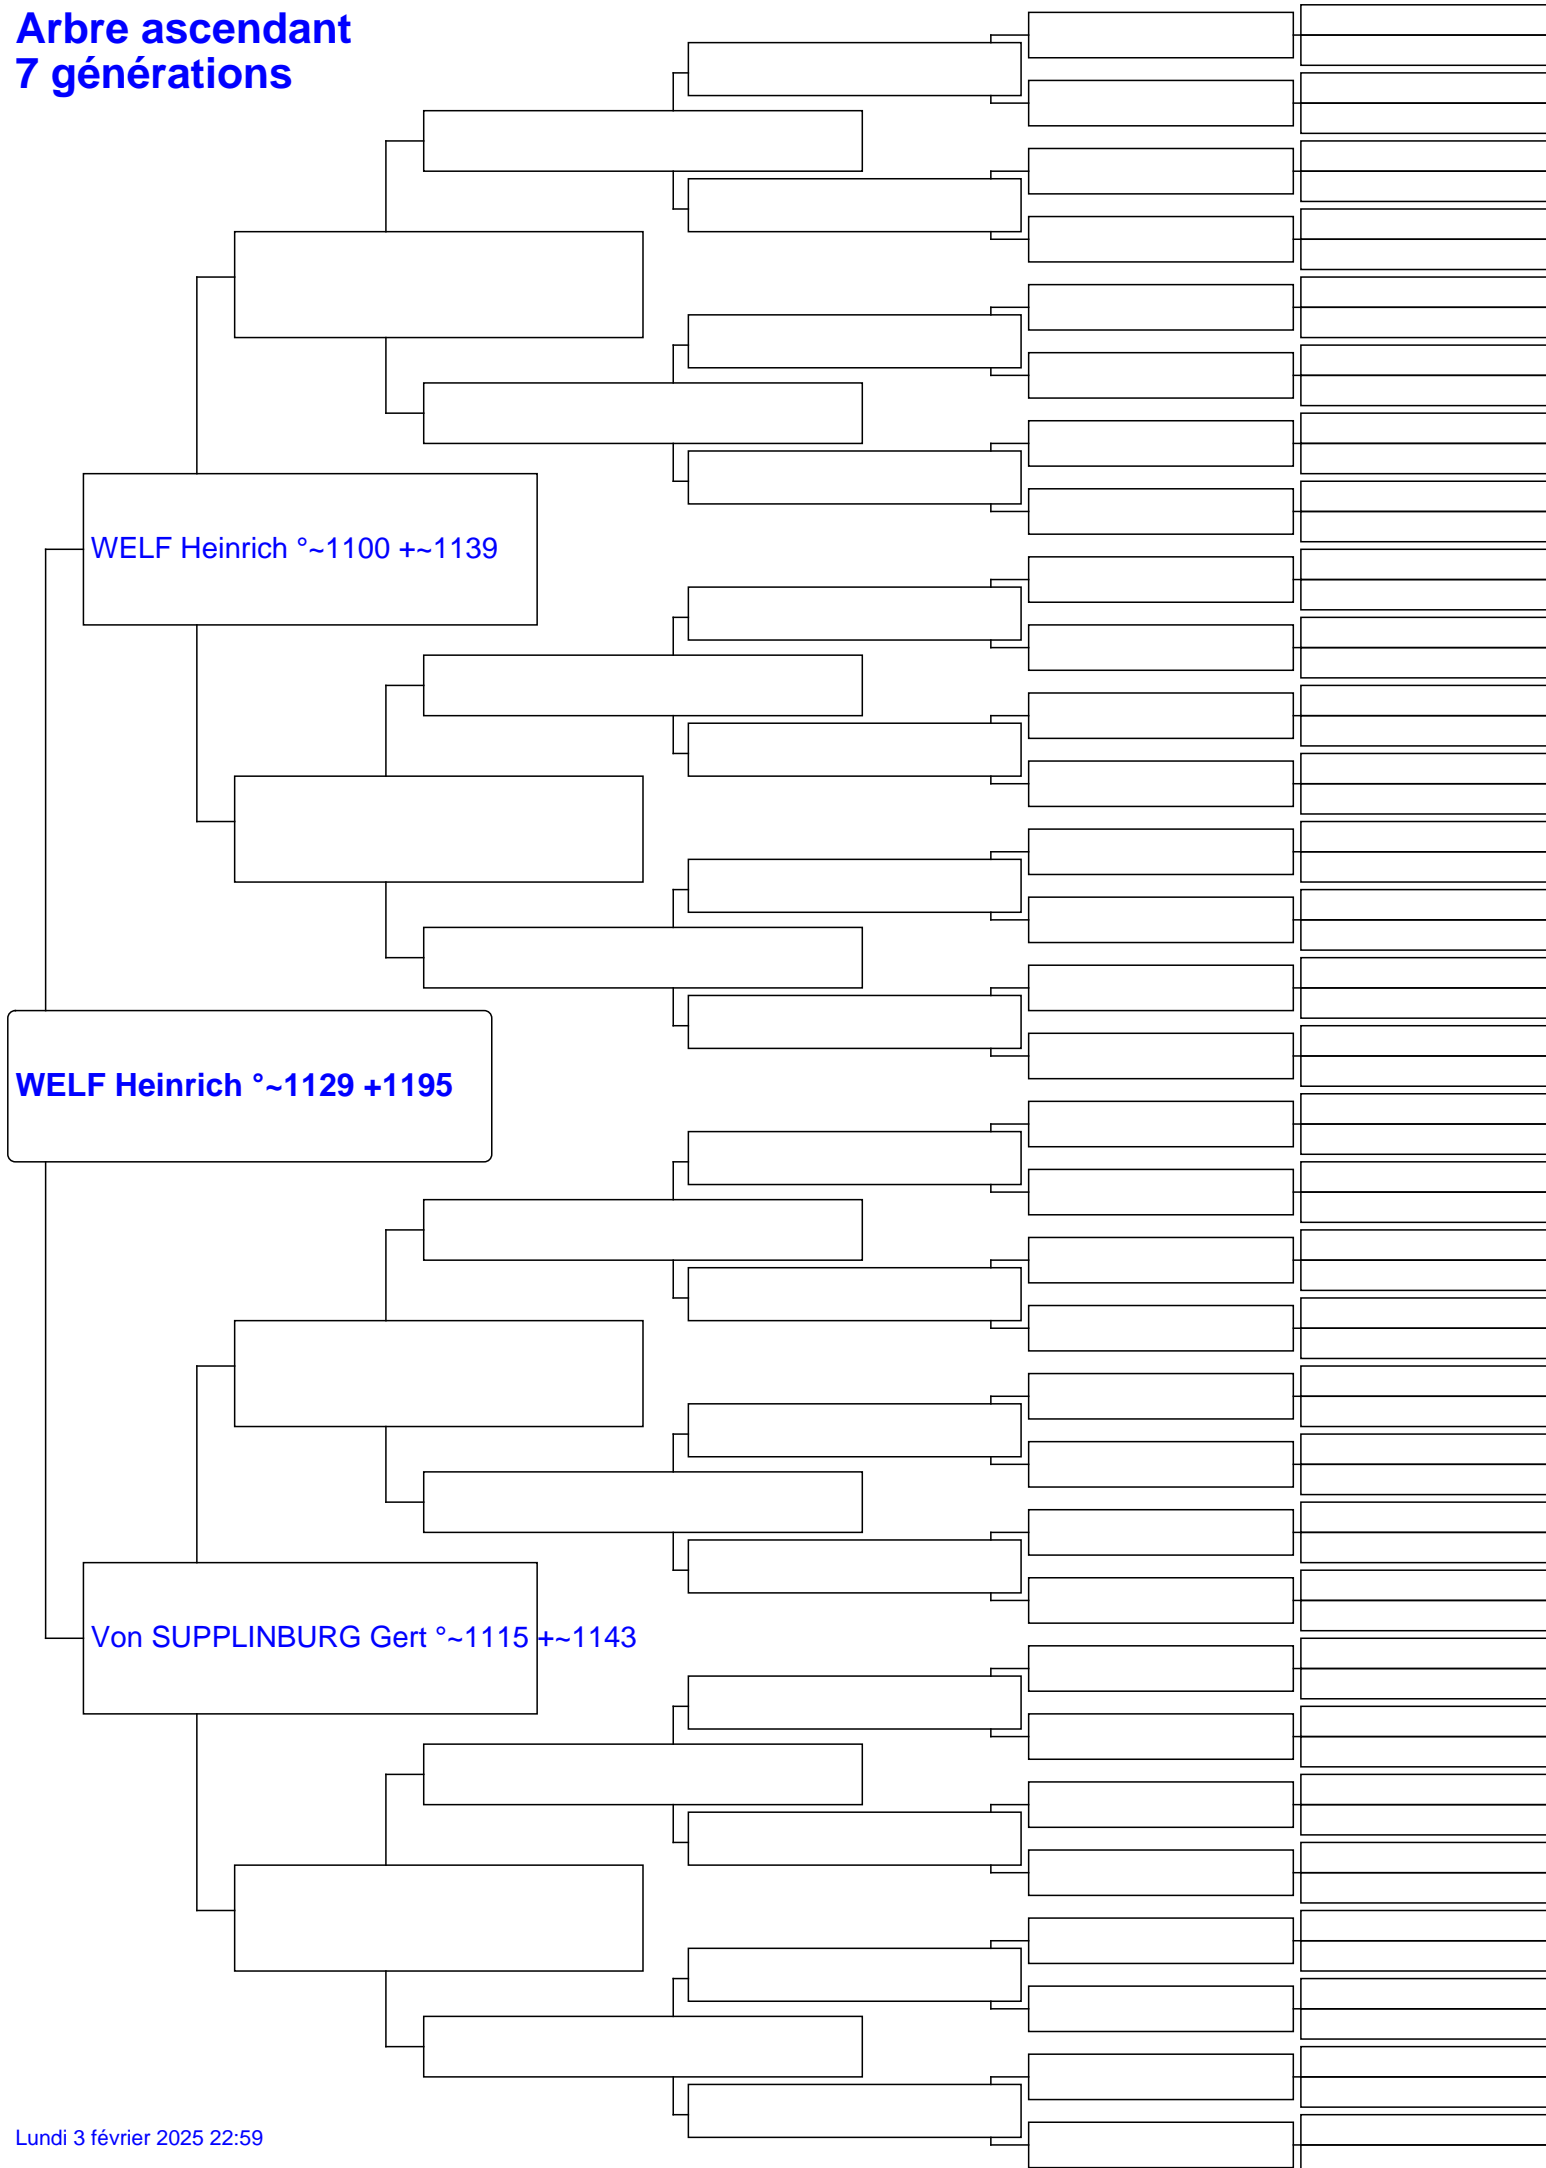 Arbre ascendant
7 générations
WELF Heinrich °~1100 +~1139
WELF Heinrich °~1129 +1195
Von SUPPLINBURG Gert °~1115 +~1143
Lundi 3 février 2025 22:59